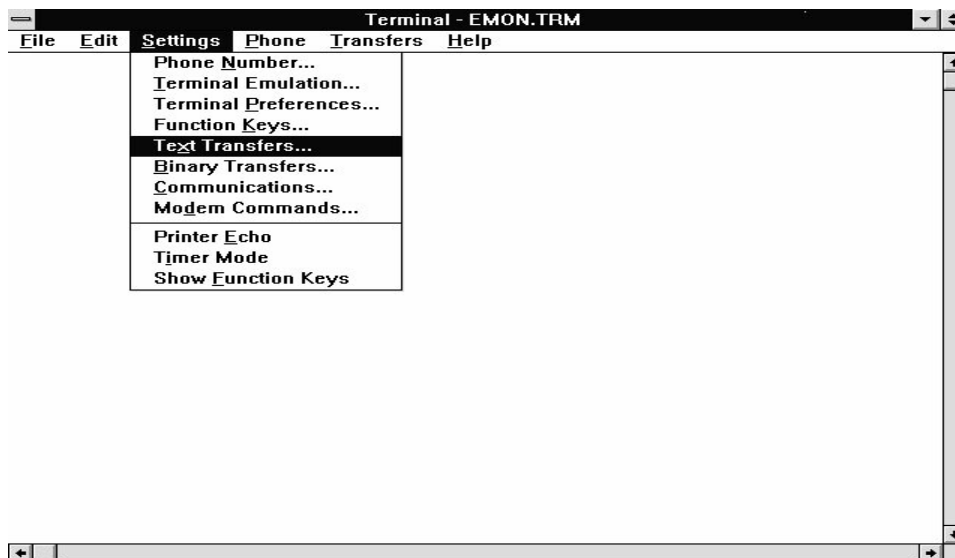 Terminal - EMON.TRM
File Edit Settings Phone Transfers Help
Phone Number...
Terminal Emulation...
Terminal Preferences...
Function Keys...
Text Transfers...
Binary Transfers...
Communications...
Modem Commands...
Printer Echo
Timer Mode
Show Function Keys